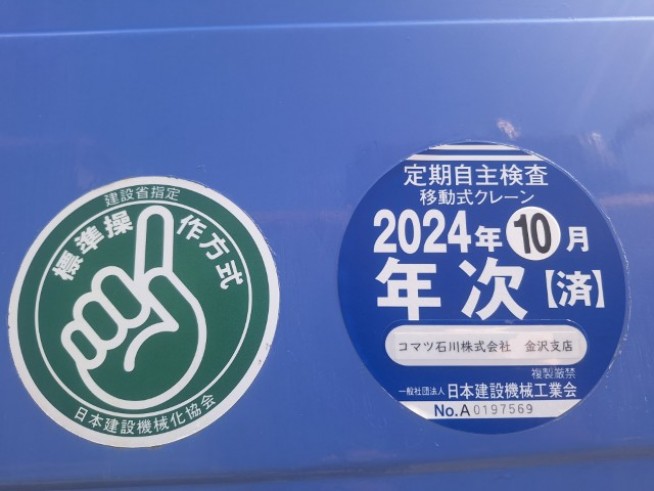 建設省指定
標準操作方式
日本建設機械化協会
定期自主検査
移動式クレーン
2024年10月
年次【済】
コマツ石川株式会社 金沢支店
複製厳禁
一般社団法人 日本建設機械工業会
No.A 0197569